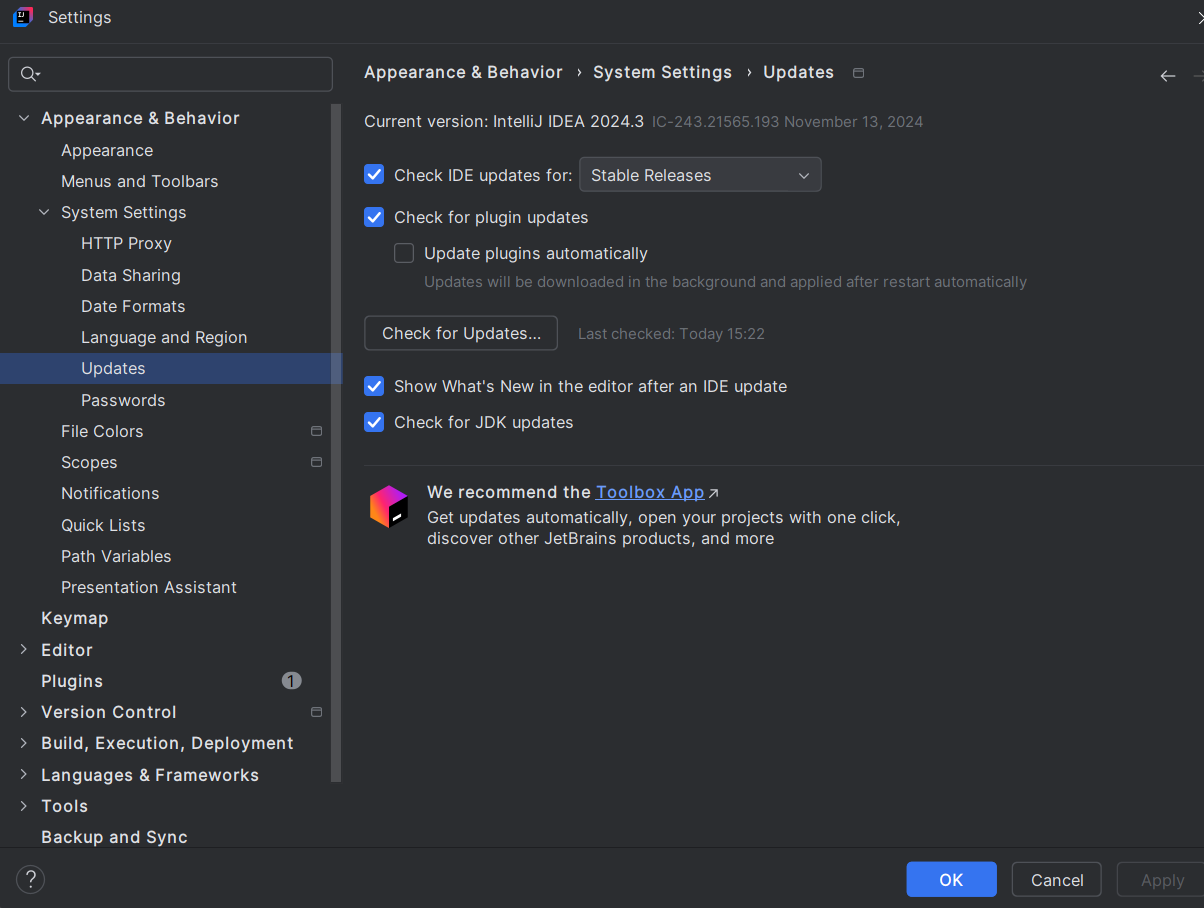 Settings
Appearance & Behavior
Appearance
Menus and Toolbars
System Settings
HTTP Proxy
Data Sharing
Date Formats
Language and Region
Updates
Passwords
File Colors
Scopes
Notifications
Quick Lists
Path Variables
Presentation Assistant
Keymap
Editor
Plugins 1
Version Control
Build, Execution, Deployment
Languages & Frameworks
Tools
Backup and Sync
Appearance & Behavior › System Settings › Updates
Current version: IntelliJ IDEA 2024.3 IC-243.21565.193 November 13, 2024
Check IDE updates for: Stable Releases
Check for plugin updates
Update plugins automatically
Updates will be downloaded in the background and applied after restart automatically
Check for Updates... Last checked: Today 15:22
Show What's New in the editor after an IDE update
Check for JDK updates
We recommend the Toolbox App ↗
Get updates automatically, open your projects with one click,
discover other JetBrains products, and more
? OK Cancel Apply